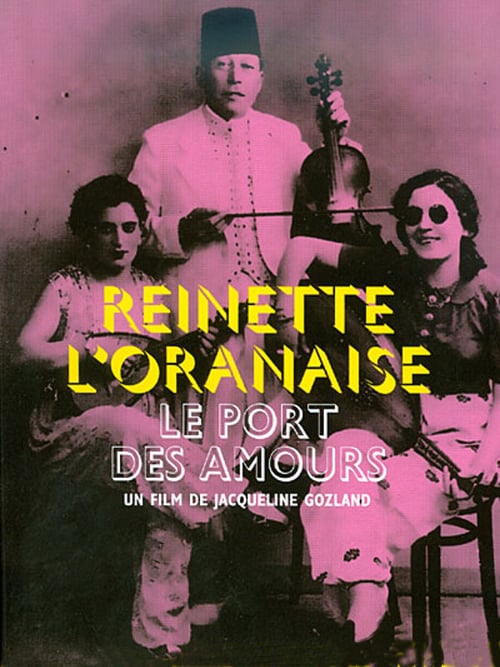 REINETTE
L'ORANAISE
LE PORT
DES AMOURS
UN FILM DE JACQUELINE GOZLAND